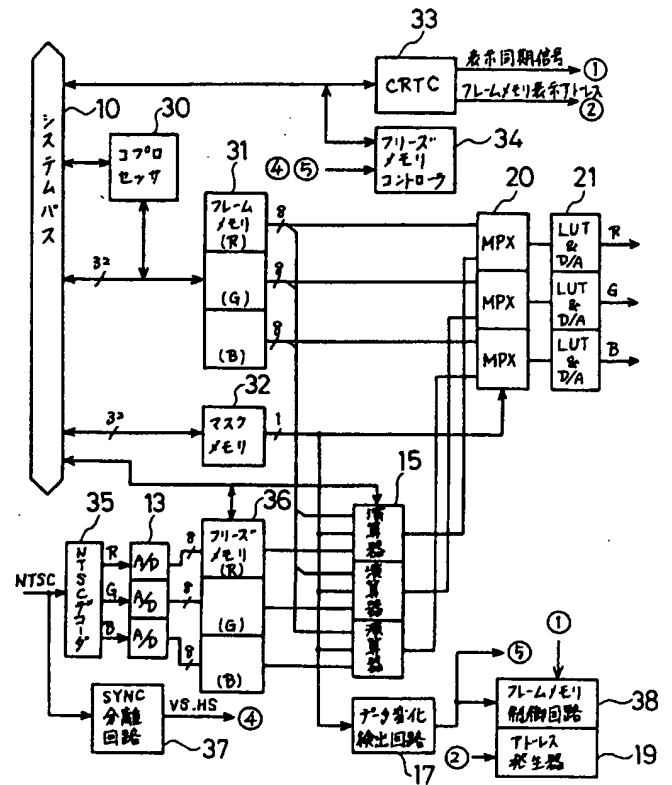 33
CRTC
表示同期信号
①
フレームメモリ表示アドレス
②
10
システムバス
30
コプロ
セッサ
34
フリーズ
メモリ
コントローラ
④ ⑤
31
フレーム
メモリ
(R)
(G)
(B)
8
8
8
32
20
MPX
MPX
MPX
21
LUT
&
D/A
LUT
&
D/A
LUT
&
D/A
R
G
B
32
マスク
メモリ
32
1
15
演算器
演算器
演算器
36
フリーズ
メモリ
(R)
(G)
(B)
35
NTSCデコーダ
NTSC
R
G
B
13
A/D
A/D
A/D
8
8
8
SYNC
分離
回路
37
VS.HS
④
データ変化
検出回路
17
⑤
①
フレームメモリ
制御回路
38
②
アドレス
発生器
19